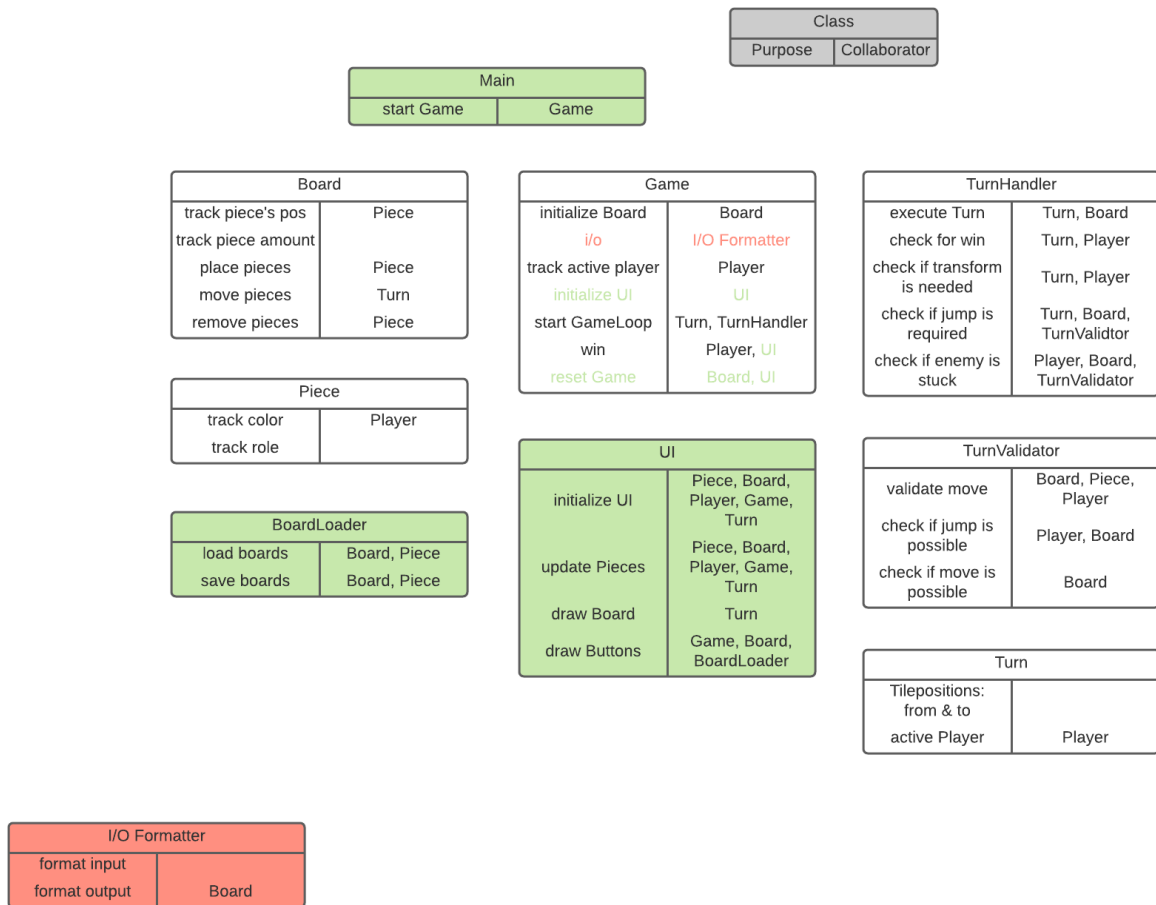 Class
Purpose Collaborator
Main
start Game Game
Board
track piece's pos Piece
track piece amount
place pieces Piece
move pieces Turn
remove pieces Piece
Game
initialize Board Board
i/o I/O Formatter
track active player Player
initialize UI UI
start GameLoop Turn, TurnHandler
win Player, UI
reset Game Board, UI
TurnHandler
execute Turn Turn, Board
check for win Turn, Player
check if transform
is needed
Turn, Player
check if jump is
required
Turn, Board,
TurnValidtor
check if enemy is
stuck
Player, Board,
TurnValidator
Piece
track color Player
track role
UI
initialize UI
Piece, Board,
Player, Game,
Turn
update Pieces
Piece, Board,
Player, Game,
Turn
draw Board Turn
draw Buttons
Game, Board,
BoardLoader
TurnValidator
validate move
Board, Piece,
Player
check if jump is
possible
Player, Board
check if move is
possible
Board
BoardLoader
load boards Board, Piece
save boards Board, Piece
Turn
Tilepositions:
from & to
active Player Player
I/O Formatter
format input
format output Board